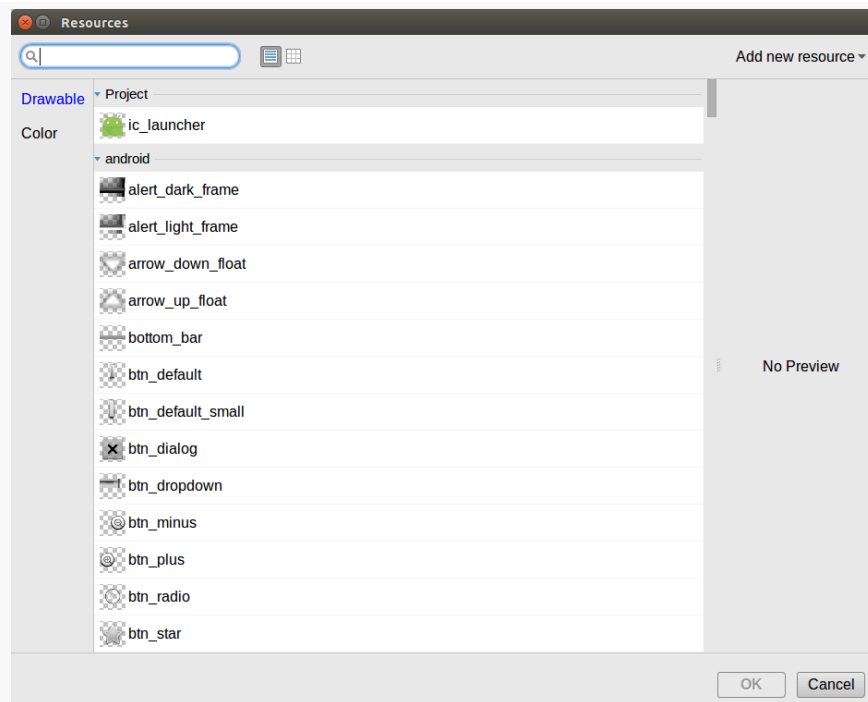 Resources
Add new resource
Drawable
Color
Project
ic_launcher
android
alert_dark_frame
alert_light_frame
arrow_down_float
arrow_up_float
bottom_bar
btn_default
btn_default_small
btn_dialog
btn_dropdown
btn_minus
btn_plus
btn_radio
btn_star
No Preview
OK
Cancel